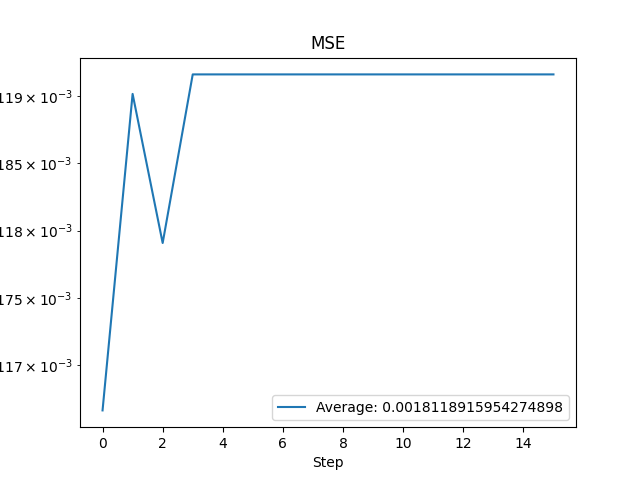 MSE
119 × 10⁻³
185 × 10⁻³
118 × 10⁻³
175 × 10⁻³
117 × 10⁻³
Average: 0.0018118915954274898
0 2 4 6 8 10 12 14
Step